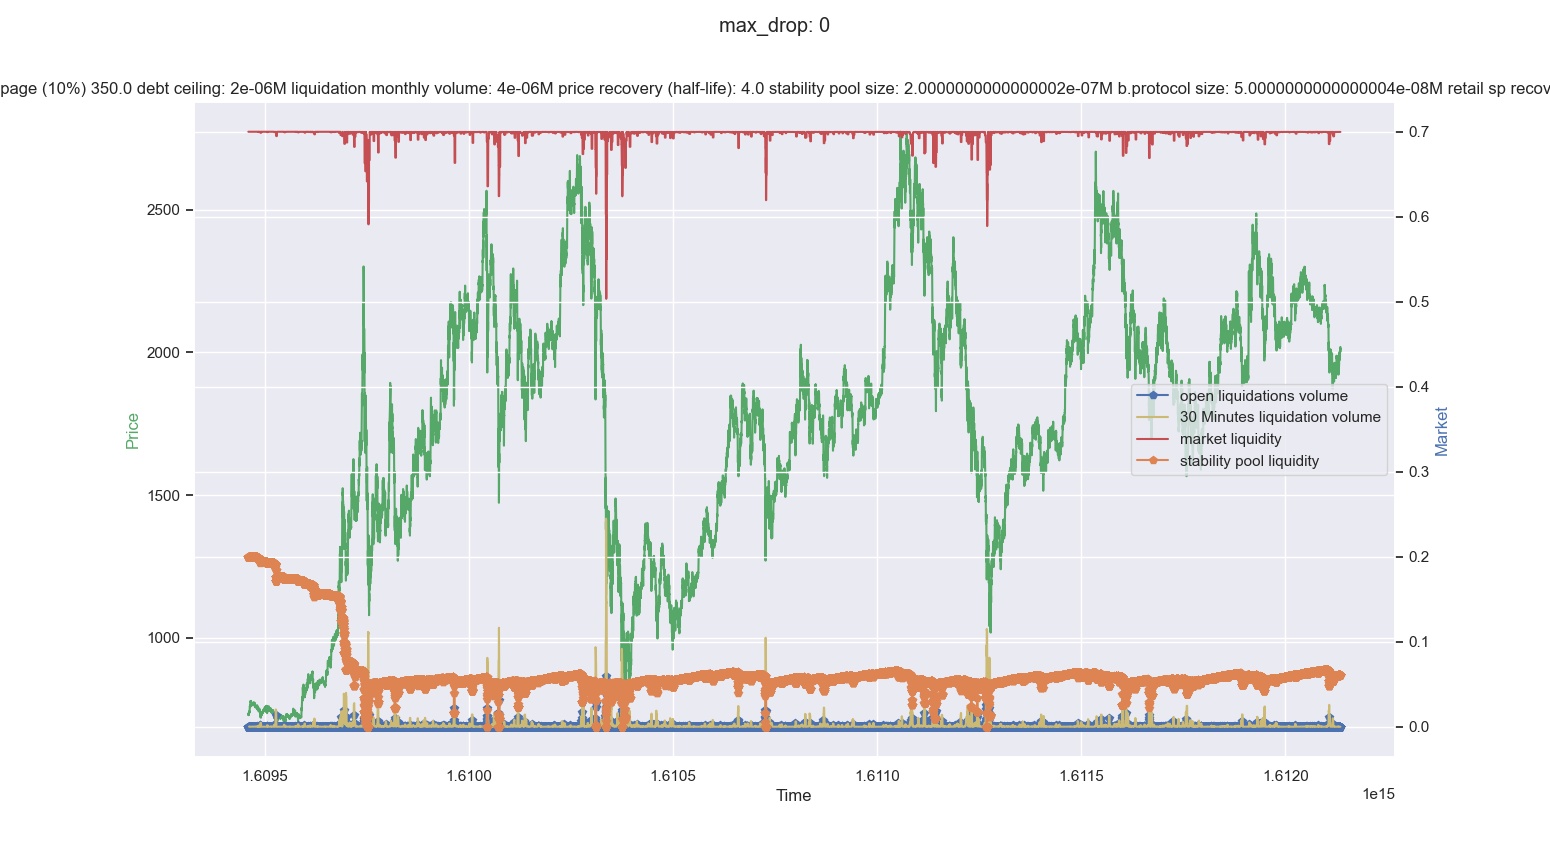 max_drop: 0
page (10%) 350.0 debt ceiling: 2e-06M liquidation monthly volume: 4e-06M price recovery (half-life): 4.0 stability pool size: 2.0000000000000002e-07M b.protocol size: 5.0000000000000004e-08M retail sp recov
2500
2000
1500
1000
Price
0.7
0.6
0.5
0.4
0.3
0.2
0.1
0.0
Market
open liquidations volume
30 Minutes liquidation volume
market liquidity
stability pool liquidity
1.6095
1.6100
1.6105
1.6110
1.6115
1.6120
Time
1e15